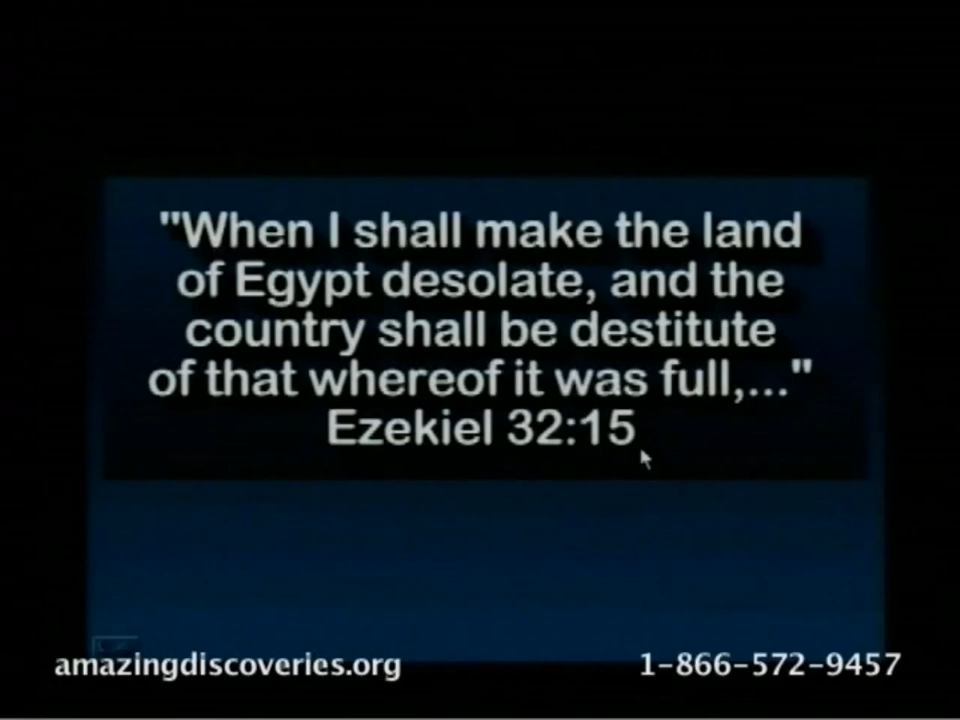 "When I shall make the land
of Egypt desolate, and the
country shall be destitute
of that whereof it was full,..."
Ezekiel 32:15
amazingdiscoveries.org
1-866-572-9457